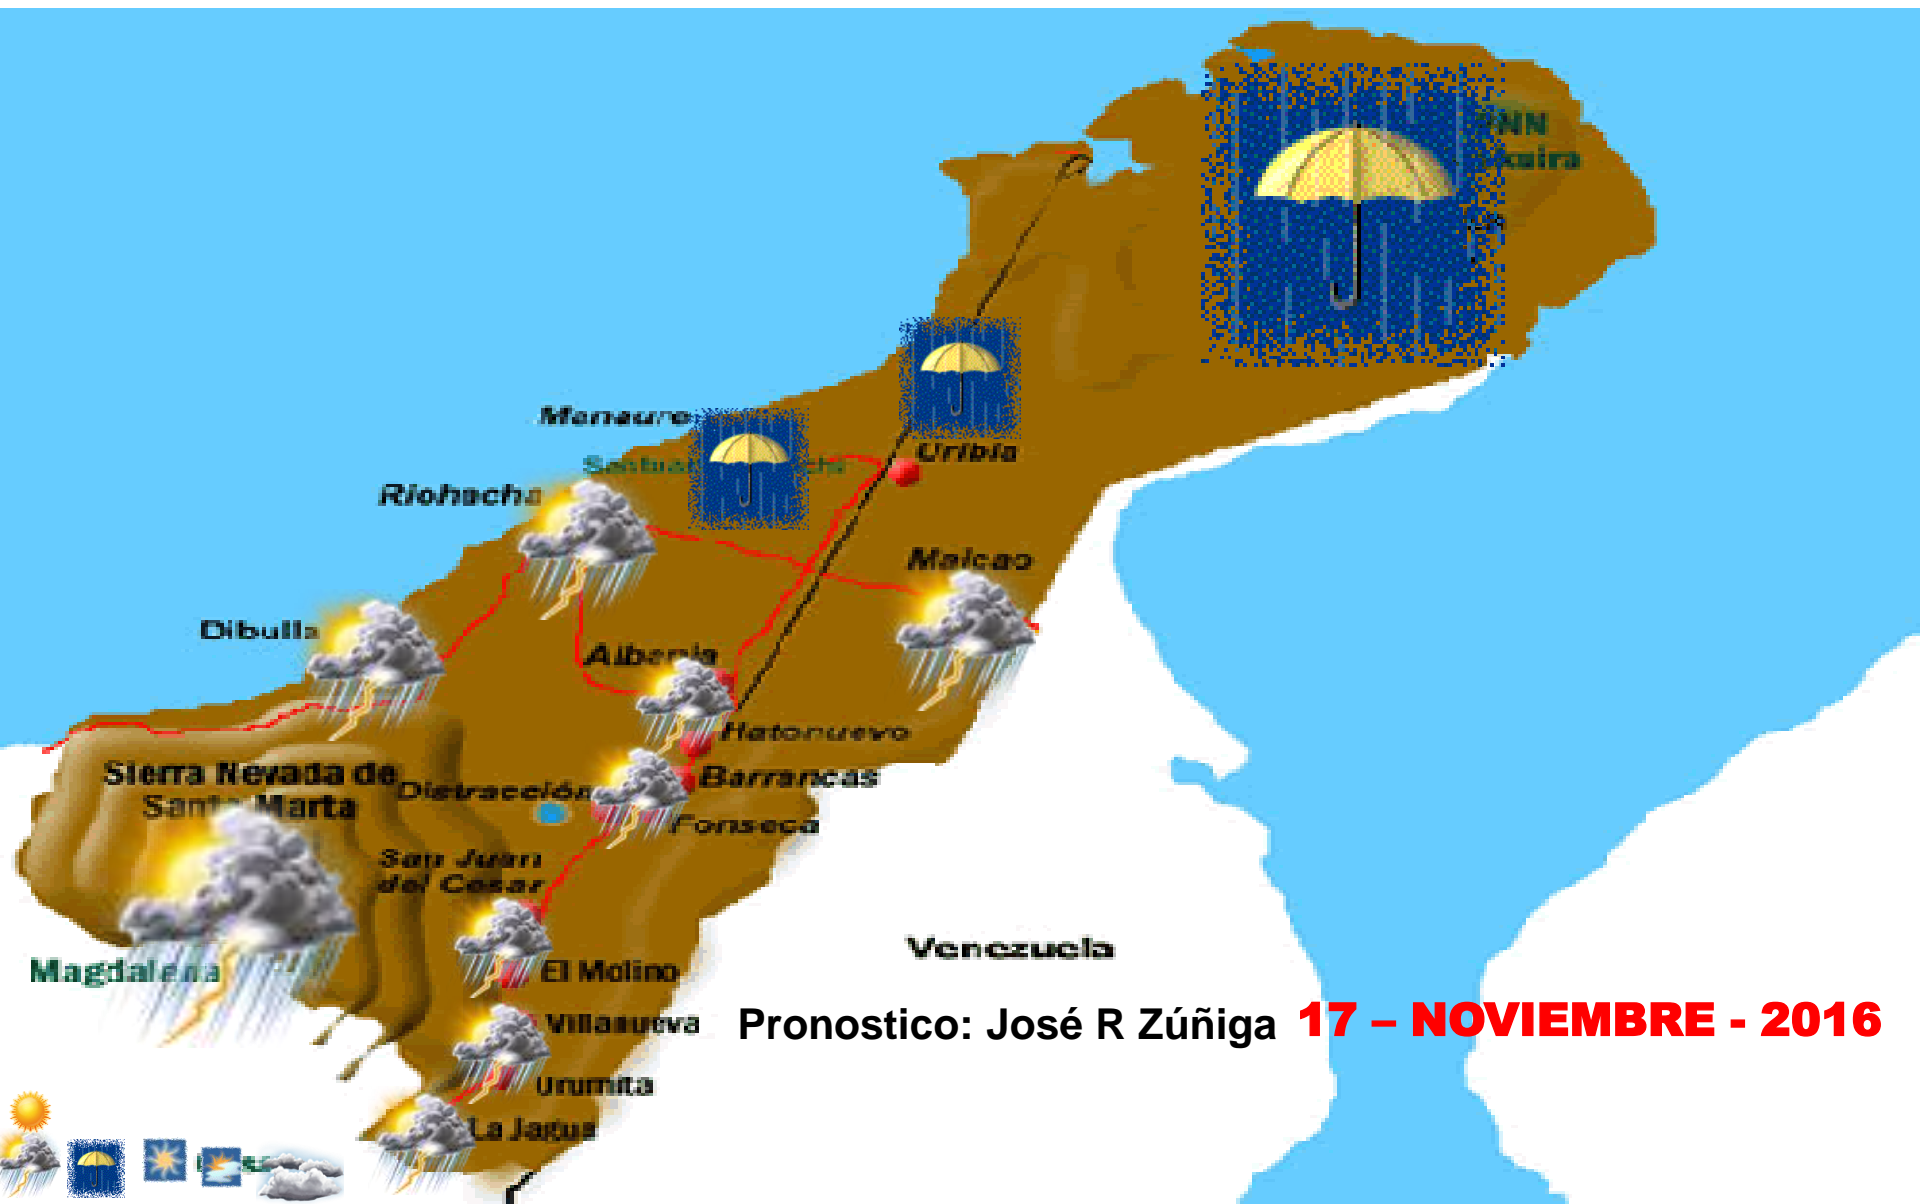 Manaure
Uribia
Riohacha
Maicao
Dibulla
Albania
Hatonuevo
Sierra Nevada de
Santa Marta
Distracción
Barrancas
Fonseca
San Juan
del Cesar
Venezuela
Magdalena
El Molino
Villanueva
Pronostico: José R Zúñiga 17 – NOVIEMBRE - 2016
Urumita
La Jagua